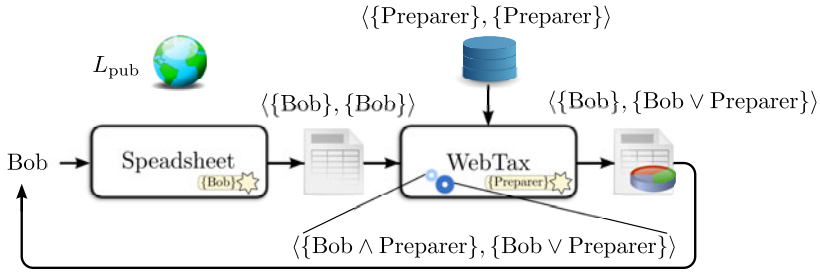 ⟨{Preparer}, {Preparer}⟩
L_pub
⟨{Bob}, {Bob}⟩
⟨{Bob}, {Bob ∨ Preparer}⟩
Bob
Speadsheet
{Bob}
WebTax
{Preparer}
⟨{Bob ∧ Preparer}, {Bob ∨ Preparer}⟩